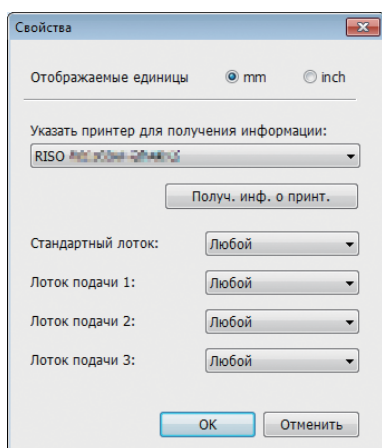 Свойства
Отображаемые единицы mm inch
Указать принтер для получения информации:
RISO
Получ. инф. о принт.
Стандартный лоток: Любой
Лоток подачи 1: Любой
Лоток подачи 2: Любой
Лоток подачи 3: Любой
OK Отменить